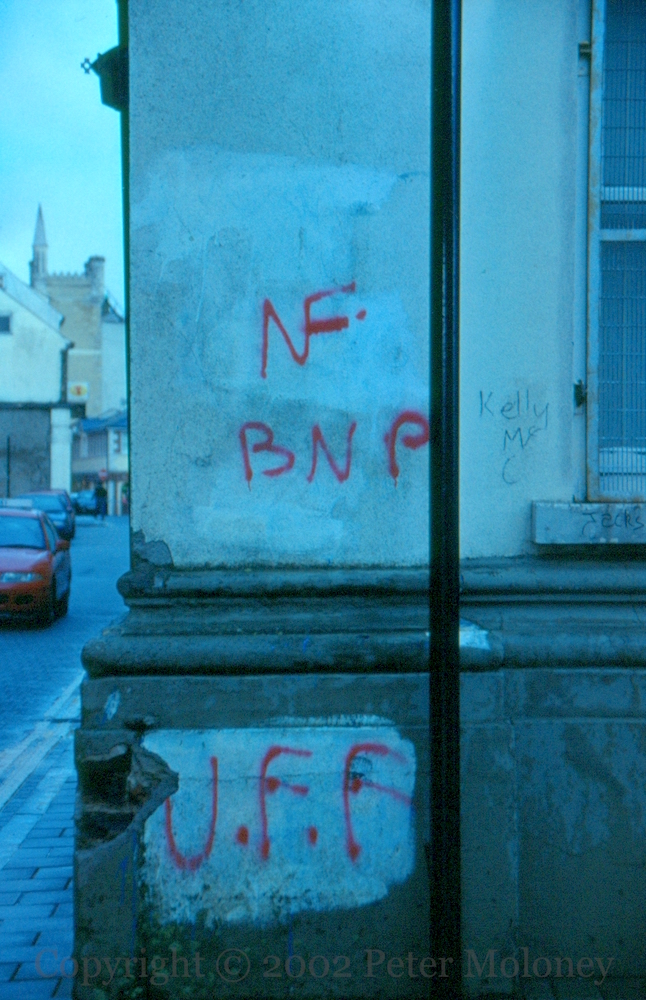 NF.
BNP
Kelly
Mc
C
Jacks
U.F.F
Copyright © 2002 Peter Moloney